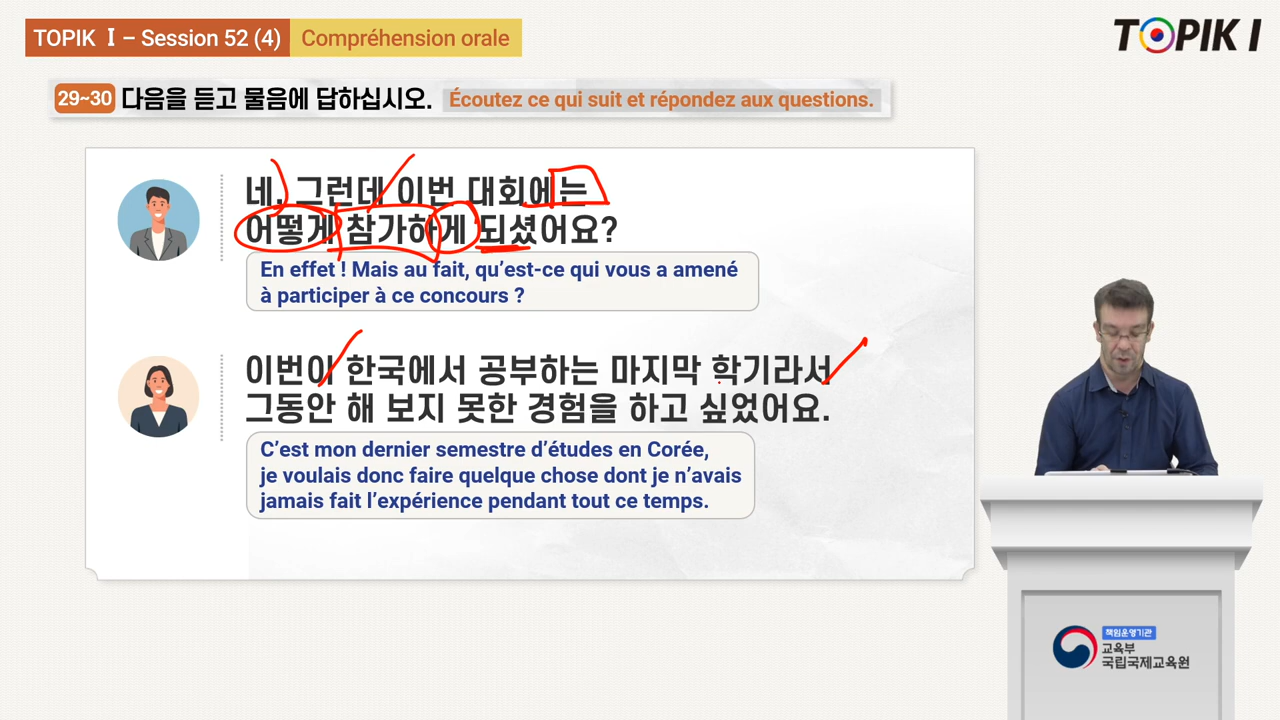 TOPIK I – Session 52 (4) Compréhension orale
TOPIK I
29~30 다음을 듣고 물음에 답하십시오. Écoutez ce qui suit et répondez aux questions.
네. 그런데 이번 대회에는
어떻게 참가하게 되셨어요?
En effet ! Mais au fait, qu'est-ce qui vous a amené
à participer à ce concours ?
이번이 한국에서 공부하는 마지막 학기라서
그동안 해 보지 못한 경험을 하고 싶었어요.
C'est mon dernier semestre d'études en Corée,
je voulais donc faire quelque chose dont je n'avais
jamais fait l'expérience pendant tout ce temps.
책임운영기관
교육부
국립국제교육원